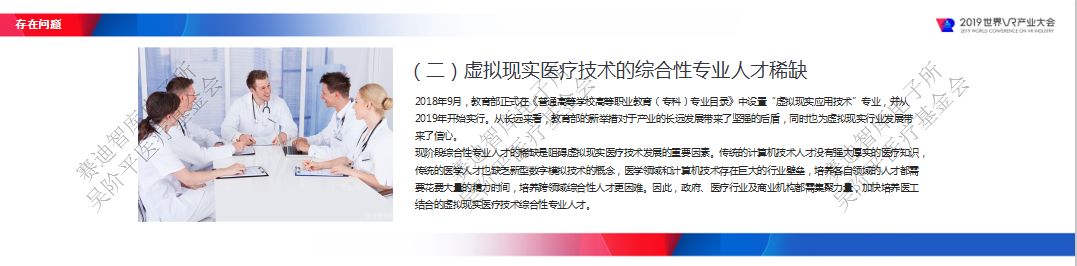 存在问题
2019世界VR产业大会
2019 WORLD CONFERENCE ON VR INDUSTRY
（二）虚拟现实医疗技术的综合性专业人才稀缺
2018年9月，教育部正式在《普通高等学校高等职业教育（专科）专业目录》中设置“虚拟现实应用技术”专业，并从
2019年开始实行。从长远来看，教育部的新举措对于产业的长远发展带来了坚强的后盾，同时也为虚拟现实行业发展带
来了信心。
现阶段综合性专业人才的稀缺是阻碍虚拟现实医疗技术发展的重要因素。传统的计算机技术人才没有强大厚实的医疗知识，
传统的医学人才也缺乏新型数字模拟技术的概念，医学领域和计算机技术存在巨大的行业壁垒，培养各自领域的人才都需
要花费大量的精力时间，培养跨领域综合性人才更困难。因此，政府、医疗行业及商业机构都需集聚力量，加快培养医工
结合的虚拟现实医疗技术综合性专业人才。
赛迪智库电子所
吴阶平医疗基金会
赛迪智库电子所
吴阶平医疗基金会
赛迪智库电子所
吴阶平医疗基金会